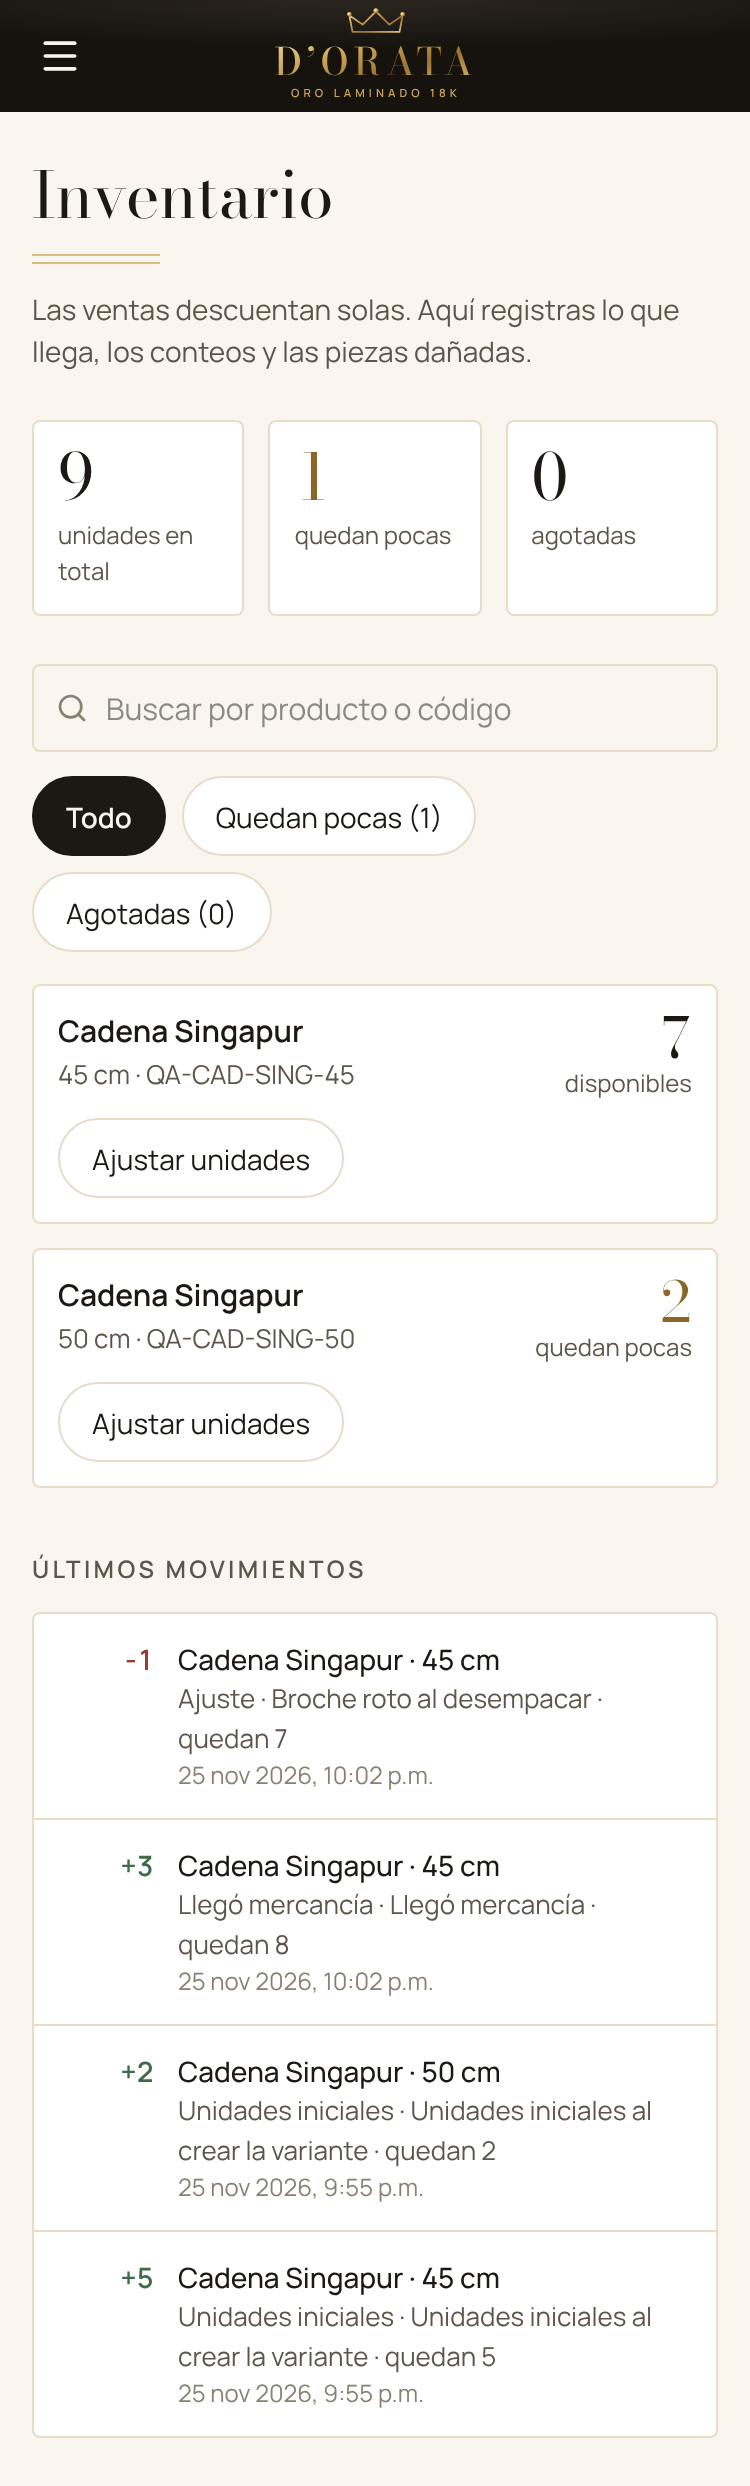 D'ORATA
ORO LAMINADO 18K
Inventario
Las ventas descuentan solas. Aquí registras lo que
llega, los conteos y las piezas dañadas.
9
unidades en
total
1
quedan pocas
0
agotadas
Buscar por producto o código
Todo
Quedan pocas (1)
Agotadas (0)
Cadena Singapur
45 cm · QA-CAD-SING-45
7
disponibles
Ajustar unidades
Cadena Singapur
50 cm · QA-CAD-SING-50
2
quedan pocas
Ajustar unidades
ÚLTIMOS MOVIMIENTOS
-1 Cadena Singapur · 45 cm
Ajuste · Broche roto al desempacar ·
quedan 7
25 nov 2026, 10:02 p.m.
+3 Cadena Singapur · 45 cm
Llegó mercancía · Llegó mercancía ·
quedan 8
25 nov 2026, 10:02 p.m.
+2 Cadena Singapur · 50 cm
Unidades iniciales · Unidades iniciales al
crear la variante · quedan 2
25 nov 2026, 9:55 p.m.
+5 Cadena Singapur · 45 cm
Unidades iniciales · Unidades iniciales al
crear la variante · quedan 5
25 nov 2026, 9:55 p.m.